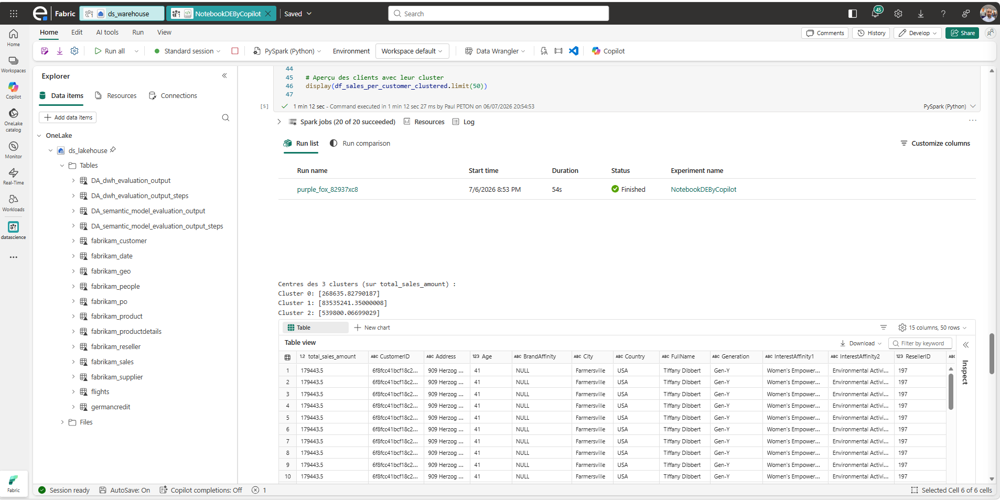 Fabric
ds_warehouse
NotebookDEByCopilot
Saved
Search
45
Home
Edit
AI tools
Run
View
Comments
History
Develop
Share
Run all
Standard session
PySpark (Python)
Environment
Workspace default
Data Wrangler
Copilot
Home
Workspaces
Copilot
OneLake
catalog
Monitor
Real-Time
Workloads
datascience
Fabric
Explorer
Data items
Resources
Connections
Add data items
OneLake
ds_lakehouse
Tables
DA_dwh_evaluation_output
DA_dwh_evaluation_output_steps
DA_semantic_model_evaluation_output
DA_semantic_model_evaluation_output_steps
fabrikam_customer
fabrikam_date
fabrikam_geo
fabrikam_people
fabrikam_po
fabrikam_product
fabrikam_productdetails
fabrikam_reseller
fabrikam_sales
fabrikam_supplier
flights
germancredit
Files
44
45 # Aperçu des clients avec leur cluster
46 display(df_sales_per_customer_clustered.limit(50))
47
[5] 1 min 12 sec - Command executed in 1 min 12 sec 27 ms by Paul PETON on 06/07/2026 20:54:53 PySpark (Python)
Spark jobs (20 of 20 succeeded) Resources Log
Run list Run comparison Customize columns
Run name Start time Duration Status Experiment name
purple_fox_82937xc8 7/6/2026 8:53 PM 54s Finished NotebookDEByCopilot
Centres des 3 clusters (sur total_sales_amount) :
Cluster 0: [268635.82790187]
Cluster 1: [83535241.35000008]
Cluster 2: [539800.06699029]
Table New chart 15 columns, 50 rows
Table view Download Filter by keyword
Inspect
1.2 total_sales_amount ABC CustomerID ABC Address 123 Age ABC BrandAffinity ABC City ABC Country ABC FullName ABC Generation ABC InterestAffinity1 ABC InterestAffinity2 123 ResellerID ABC
1 179443.5 6f8fcc41bcf18c2... 909 Herzog ... 41 NULL Farmersville USA Tiffany Dibbert Gen-Y Women's Empower... Environmental Activi... 197
2 179443.5 6f8fcc41bcf18c2... 909 Herzog ... 41 NULL Farmersville USA Tiffany Dibbert Gen-Y Women's Empower... Environmental Activi... 197
3 179443.5 6f8fcc41bcf18c2... 909 Herzog ... 41 NULL Farmersville USA Tiffany Dibbert Gen-Y Women's Empower... Environmental Activi... 197
4 179443.5 6f8fcc41bcf18c2... 909 Herzog ... 41 NULL Farmersville USA Tiffany Dibbert Gen-Y Women's Empower... Environmental Activi... 197
5 179443.5 6f8fcc41bcf18c2... 909 Herzog ... 41 NULL Farmersville USA Tiffany Dibbert Gen-Y Women's Empower... Environmental Activi... 197
6 179443.5 6f8fcc41bcf18c2... 909 Herzog ... 41 NULL Farmersville USA Tiffany Dibbert Gen-Y Women's Empower... Environmental Activi... 197
7 179443.5 6f8fcc41bcf18c2... 909 Herzog ... 41 NULL Farmersville USA Tiffany Dibbert Gen-Y Women's Empower... Environmental Activi... 197
8 179443.5 6f8fcc41bcf18c2... 909 Herzog ... 41 NULL Farmersville USA Tiffany Dibbert Gen-Y Women's Empower... Environmental Activi... 197
9 179443.5 6f8fcc41bcf18c2... 909 Herzog ... 41 NULL Farmersville USA Tiffany Dibbert Gen-Y Women's Empower... Environmental Activi... 197
10 179443.5 6f8fcc41bcf18c2... 909 Herzog ... 41 NULL Farmersville USA Tiffany Dibbert Gen-Y Women's Empower... Environmental Activi... 197
Session ready AutoSave: On Copilot completions: Off 1 Selected Cell 6 of 6 cells